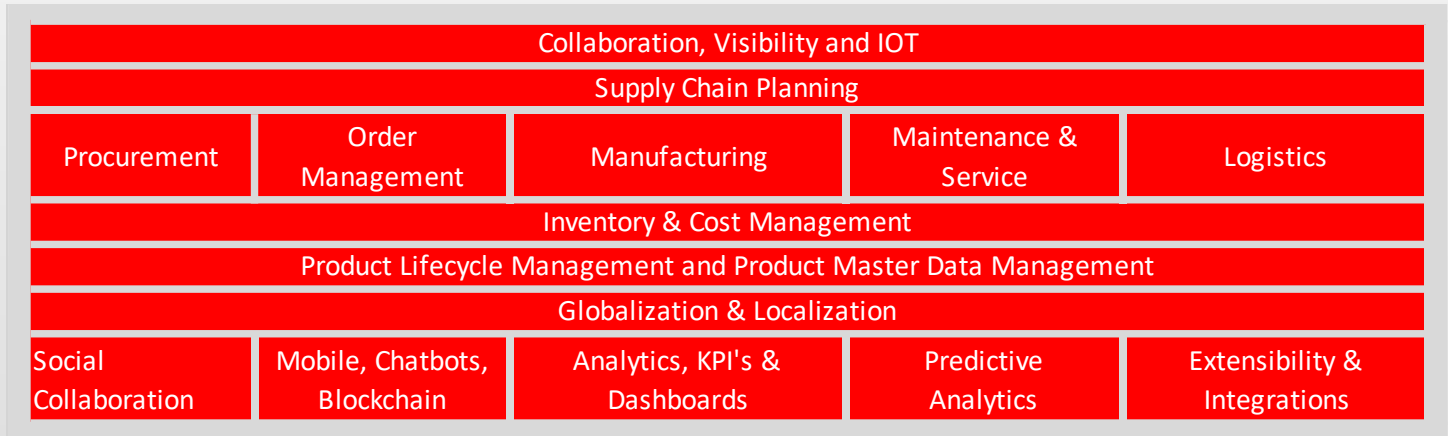 Collaboration, Visibility and IOT
Supply Chain Planning
Procurement
Order
Management
Manufacturing
Maintenance &
Service
Logistics
Inventory & Cost Management
Product Lifecycle Management and Product Master Data Management
Globalization & Localization
Social
Collaboration
Mobile, Chatbots,
Blockchain
Analytics, KPI's &
Dashboards
Predictive
Analytics
Extensibility &
Integrations